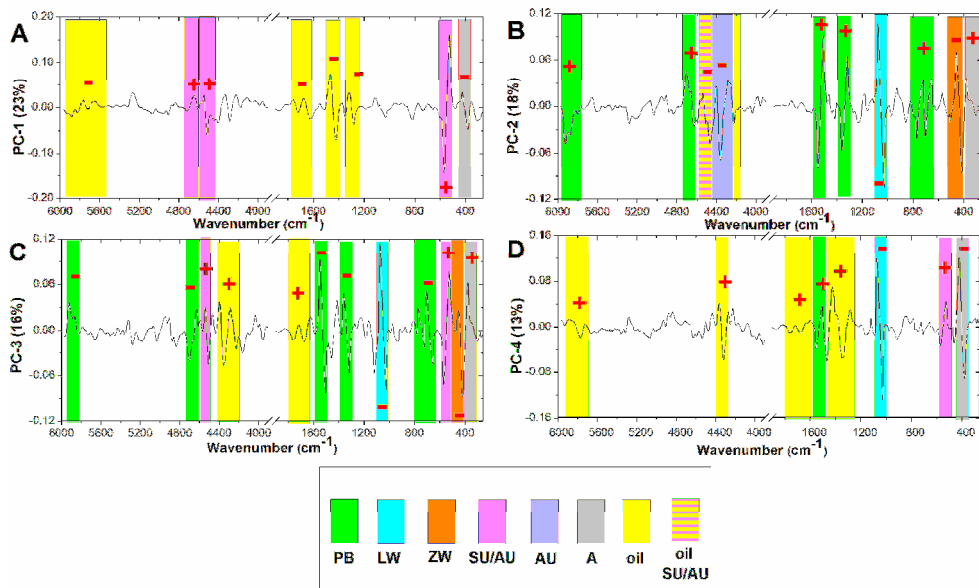 A
PC-1 (23%)
0.20
0.10
0.00
-0.10
-0.20
6000 5600 4800 4400 4000 1600 1200 800 400
Wavenumber (cm-1)
B
PC-2 (18%)
0.12
0.06
0.00
-0.06
-0.12
6000 5600 4800 4400 4000 1600 1200 800 400
Wavenumber (cm-1)
C
PC-3 (16%)
0.12
0.06
0.00
-0.06
-0.12
6000 5600 4800 4400 4000 1600 1200 800 400
Wavenumber (cm-1)
D
PC-4 (13%)
0.16
0.08
0.00
-0.08
-0.16
6000 5600 4800 4400 4000 1600 1200 800 400
Wavenumber (cm-1)
PB LW ZW SU/AU AU A oil oil
SU/AU